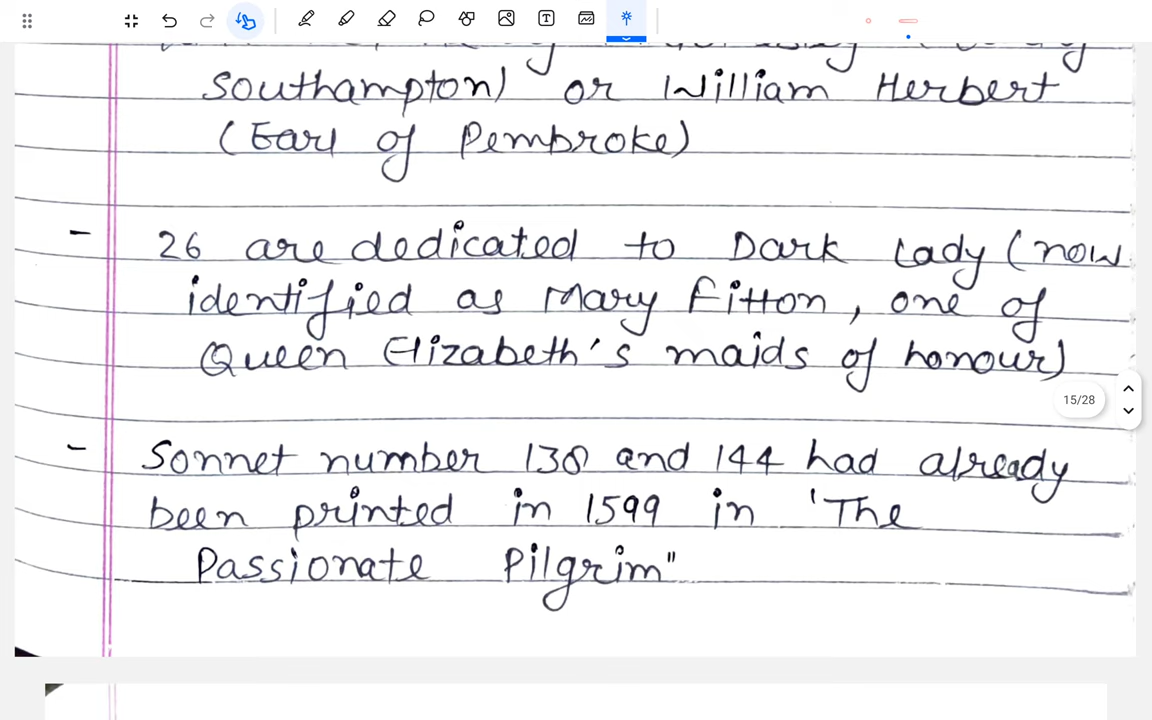 Southampton) or William Herbert
(Earl of Pembroke)
- 26 are dedicated to Dark Lady (now
identified as Mary Fitton, one of
Queen Elizabeth's maids of honour)
15/28
- Sonnet number 138 and 144 had already
been printed in 1599 in 'The
Passionate Pilgrim"